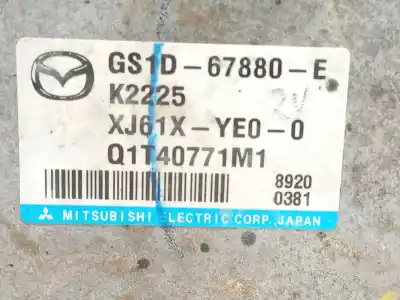 GS1D-67880-E
K2225
XJ61X-YE0-0
Q1T40771M1
8920
0381
MITSUBISHI ELECTRIC CORP. JAPAN